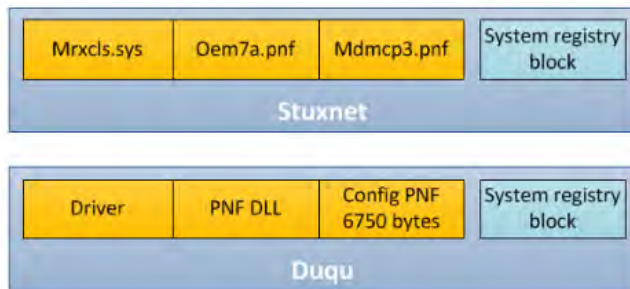 Mrxcls.sys
Oem7a.pnf
Mdmcp3.pnf
System registry
block
Stuxnet
Driver
PNF DLL
Config PNF
6750 bytes
System registry
block
Duqu